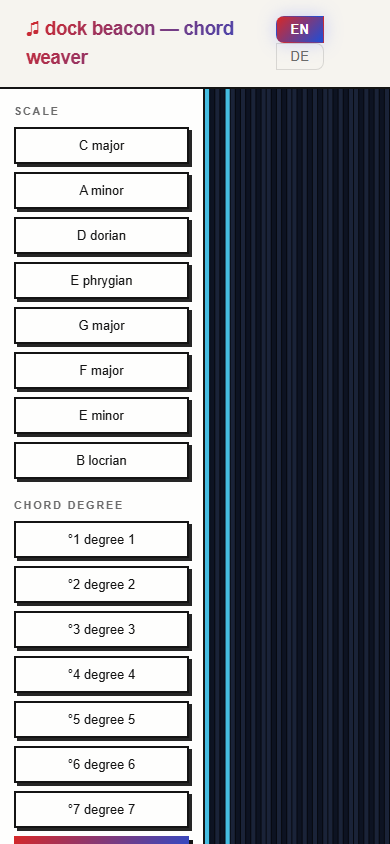 ♫ dock beacon — chord
weaver
EN
DE
SCALE
C major
A minor
D dorian
E phrygian
G major
F major
E minor
B locrian
CHORD DEGREE
°1 degree 1
°2 degree 2
°3 degree 3
°4 degree 4
°5 degree 5
°6 degree 6
°7 degree 7